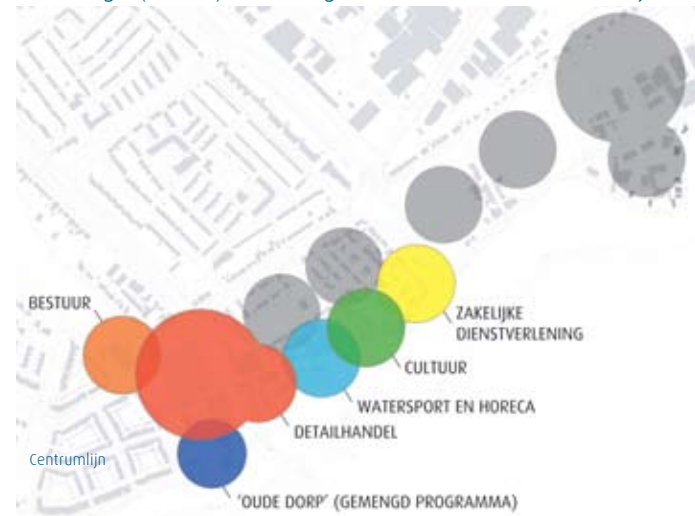 BESTUUR
ZAKELIJKE
DIENSTVERLENING
CULTUUR
WATERSPORT EN HORECA
DETAILHANDEL
Centrumlijn
'OUDE DORP' (GEMENGD PROGRAMMA)